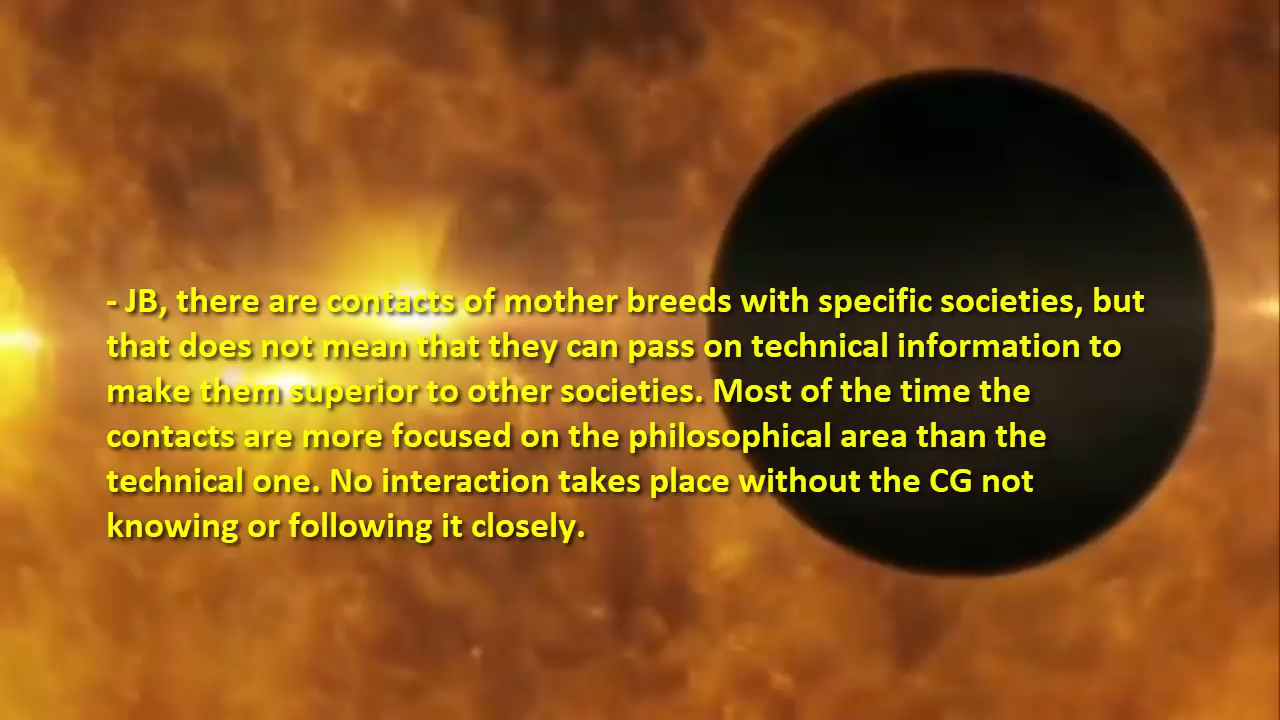 - JB, there are contacts of mother breeds with specific societies, but
that does not mean that they can pass on technical information to
make them superior to other societies. Most of the time the
contacts are more focused on the philosophical area than the
technical one. No interaction takes place without the CG not
knowing or following it closely.